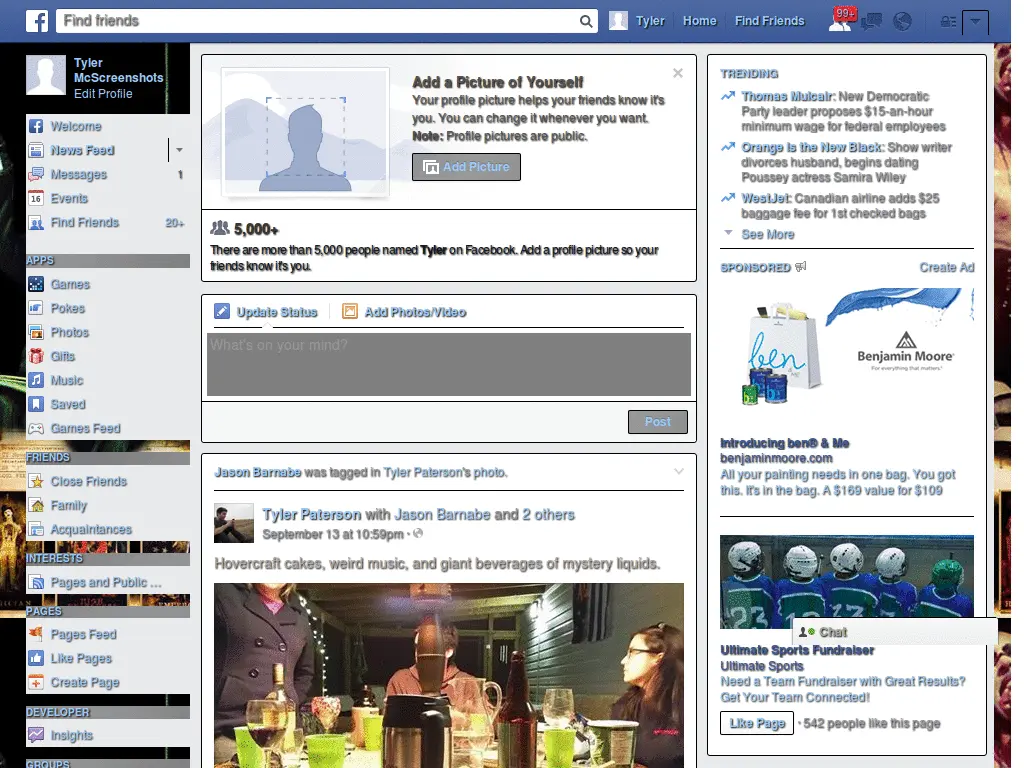 Find friends
Tyler
Home
Find Friends
99+
Tyler
McScreenshots
Edit Profile
Welcome
News Feed
Messages 1
Events
Find Friends 20+
APPS
Games
Pokes
Photos
Gifts
Music
Saved
Games Feed
FRIENDS
Close Friends
Family
Acquaintances
INTERESTS
Pages and Public ...
PAGES
Pages Feed
Like Pages
Create Page
DEVELOPER
Insights
GROUPS
Add a Picture of Yourself
Your profile picture helps your friends know it's
you. You can change it whenever you want.
Note: Profile pictures are public.
Add Picture
5,000+
There are more than 5,000 people named Tyler on Facebook. Add a profile picture so your
friends know it's you.
Update Status
Add Photos/Video
What's on your mind?
Post
Jason Barnabe was tagged in Tyler Paterson's photo.
Tyler Paterson with Jason Barnabe and 2 others
September 13 at 10:59pm ·
Hovercraft cakes, weird music, and giant beverages of mystery liquids.
TRENDING
Thomas Mulcair: New Democratic
Party leader proposes $15-an-hour
minimum wage for federal employees
Orange Is the New Black: Show writer
divorces husband, begins dating
Poussey actress Samira Wiley
WestJet: Canadian airline adds $25
baggage fee for 1st checked bags
See More
SPONSORED
Create Ad
ben
& ME
Benjamin Moore®
For everything that matters.™
Introducing ben® & Me
benjaminmoore.com
All your painting needs in one bag. You got
this. It's in the bag. A $169 value for $109
23
Chat
Ultimate Sports Fundraiser
Ultimate Sports
Need a Team Fundraiser with Great Results?
Get Your Team Connected!
Like Page · 542 people like this page